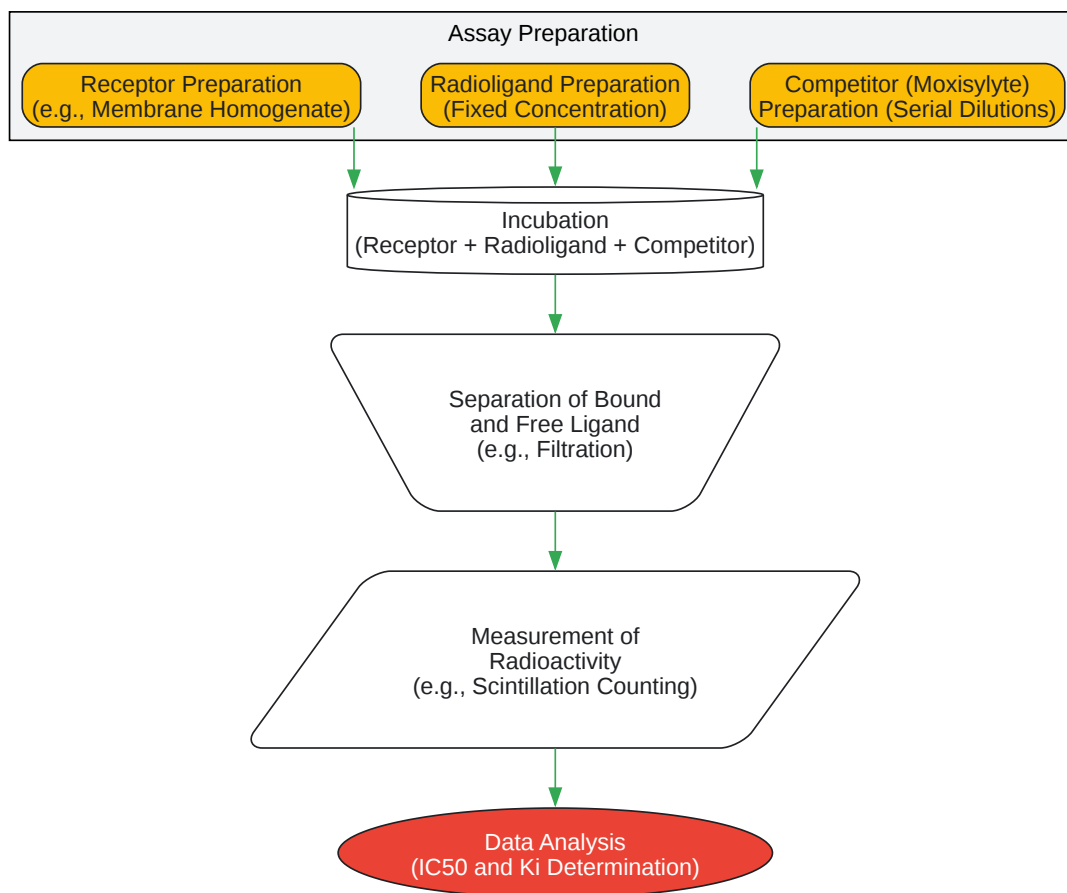 Assay Preparation
Receptor Preparation
(e.g., Membrane Homogenate)
Radioligand Preparation
(Fixed Concentration)
Competitor (Moxisylyte)
Preparation (Serial Dilutions)
Incubation
(Receptor + Radioligand + Competitor)
Separation of Bound
and Free Ligand
(e.g., Filtration)
Measurement of
Radioactivity
(e.g., Scintillation Counting)
Data Analysis
(IC50 and Ki Determination)